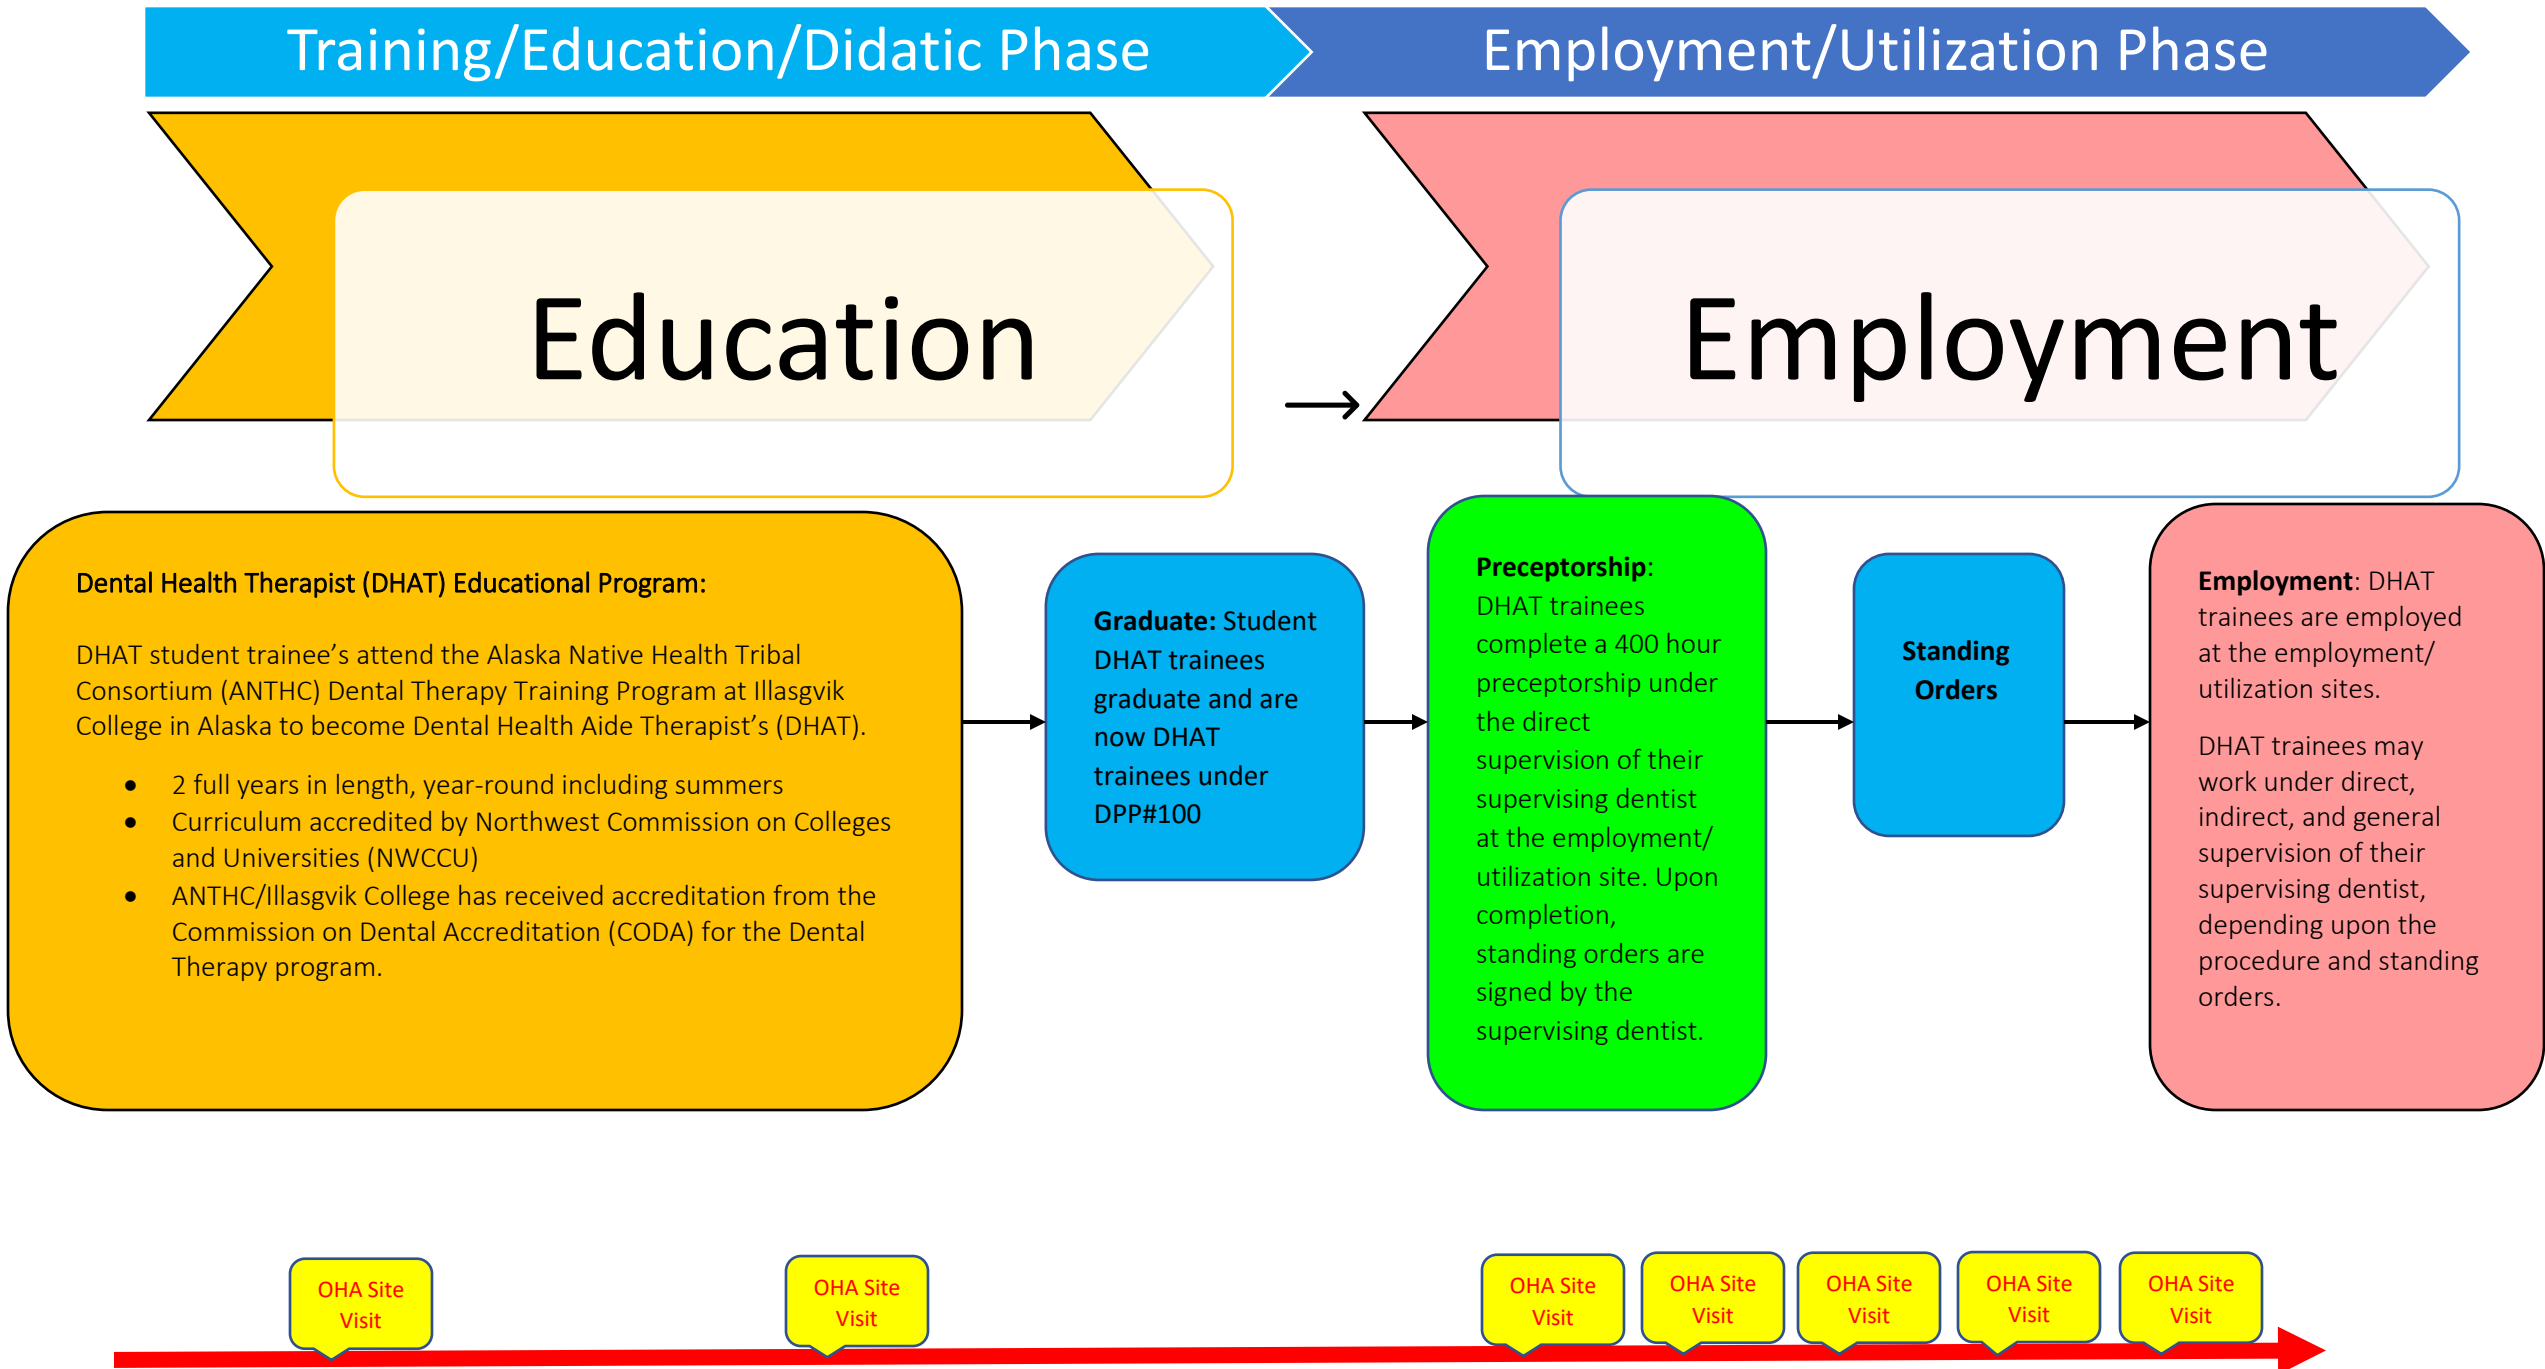 Training/Education/Didatic Phase
Employment/Utilization Phase
Education
Employment
Dental Health Therapist (DHAT) Educational Program:
DHAT student trainee’s attend the Alaska Native Health Tribal
Consortium (ANTHC) Dental Therapy Training Program at Illasgvik
College in Alaska to become Dental Health Aide Therapist’s (DHAT).
• 2 full years in length, year-round including summers
• Curriculum accredited by Northwest Commission on Colleges
and Universities (NWCCU)
• ANTHC/Illasgvik College has received accreditation from the
Commission on Dental Accreditation (CODA) for the Dental
Therapy program.
Graduate: Student
DHAT trainees
graduate and are
now DHAT
trainees under
DPP#100
Preceptorship:
DHAT trainees
complete a 400 hour
preceptorship under
the direct
supervision of their
supervising dentist
at the employment/
utilization site. Upon
completion,
standing orders are
signed by the
supervising dentist.
Standing
Orders
Employment: DHAT
trainees are employed
at the employment/
utilization sites.
DHAT trainees may
work under direct,
indirect, and general
supervision of their
supervising dentist,
depending upon the
procedure and standing
orders.
OHA Site
Visit
OHA Site
Visit
OHA Site
Visit
OHA Site
Visit
OHA Site
Visit
OHA Site
Visit
OHA Site
Visit